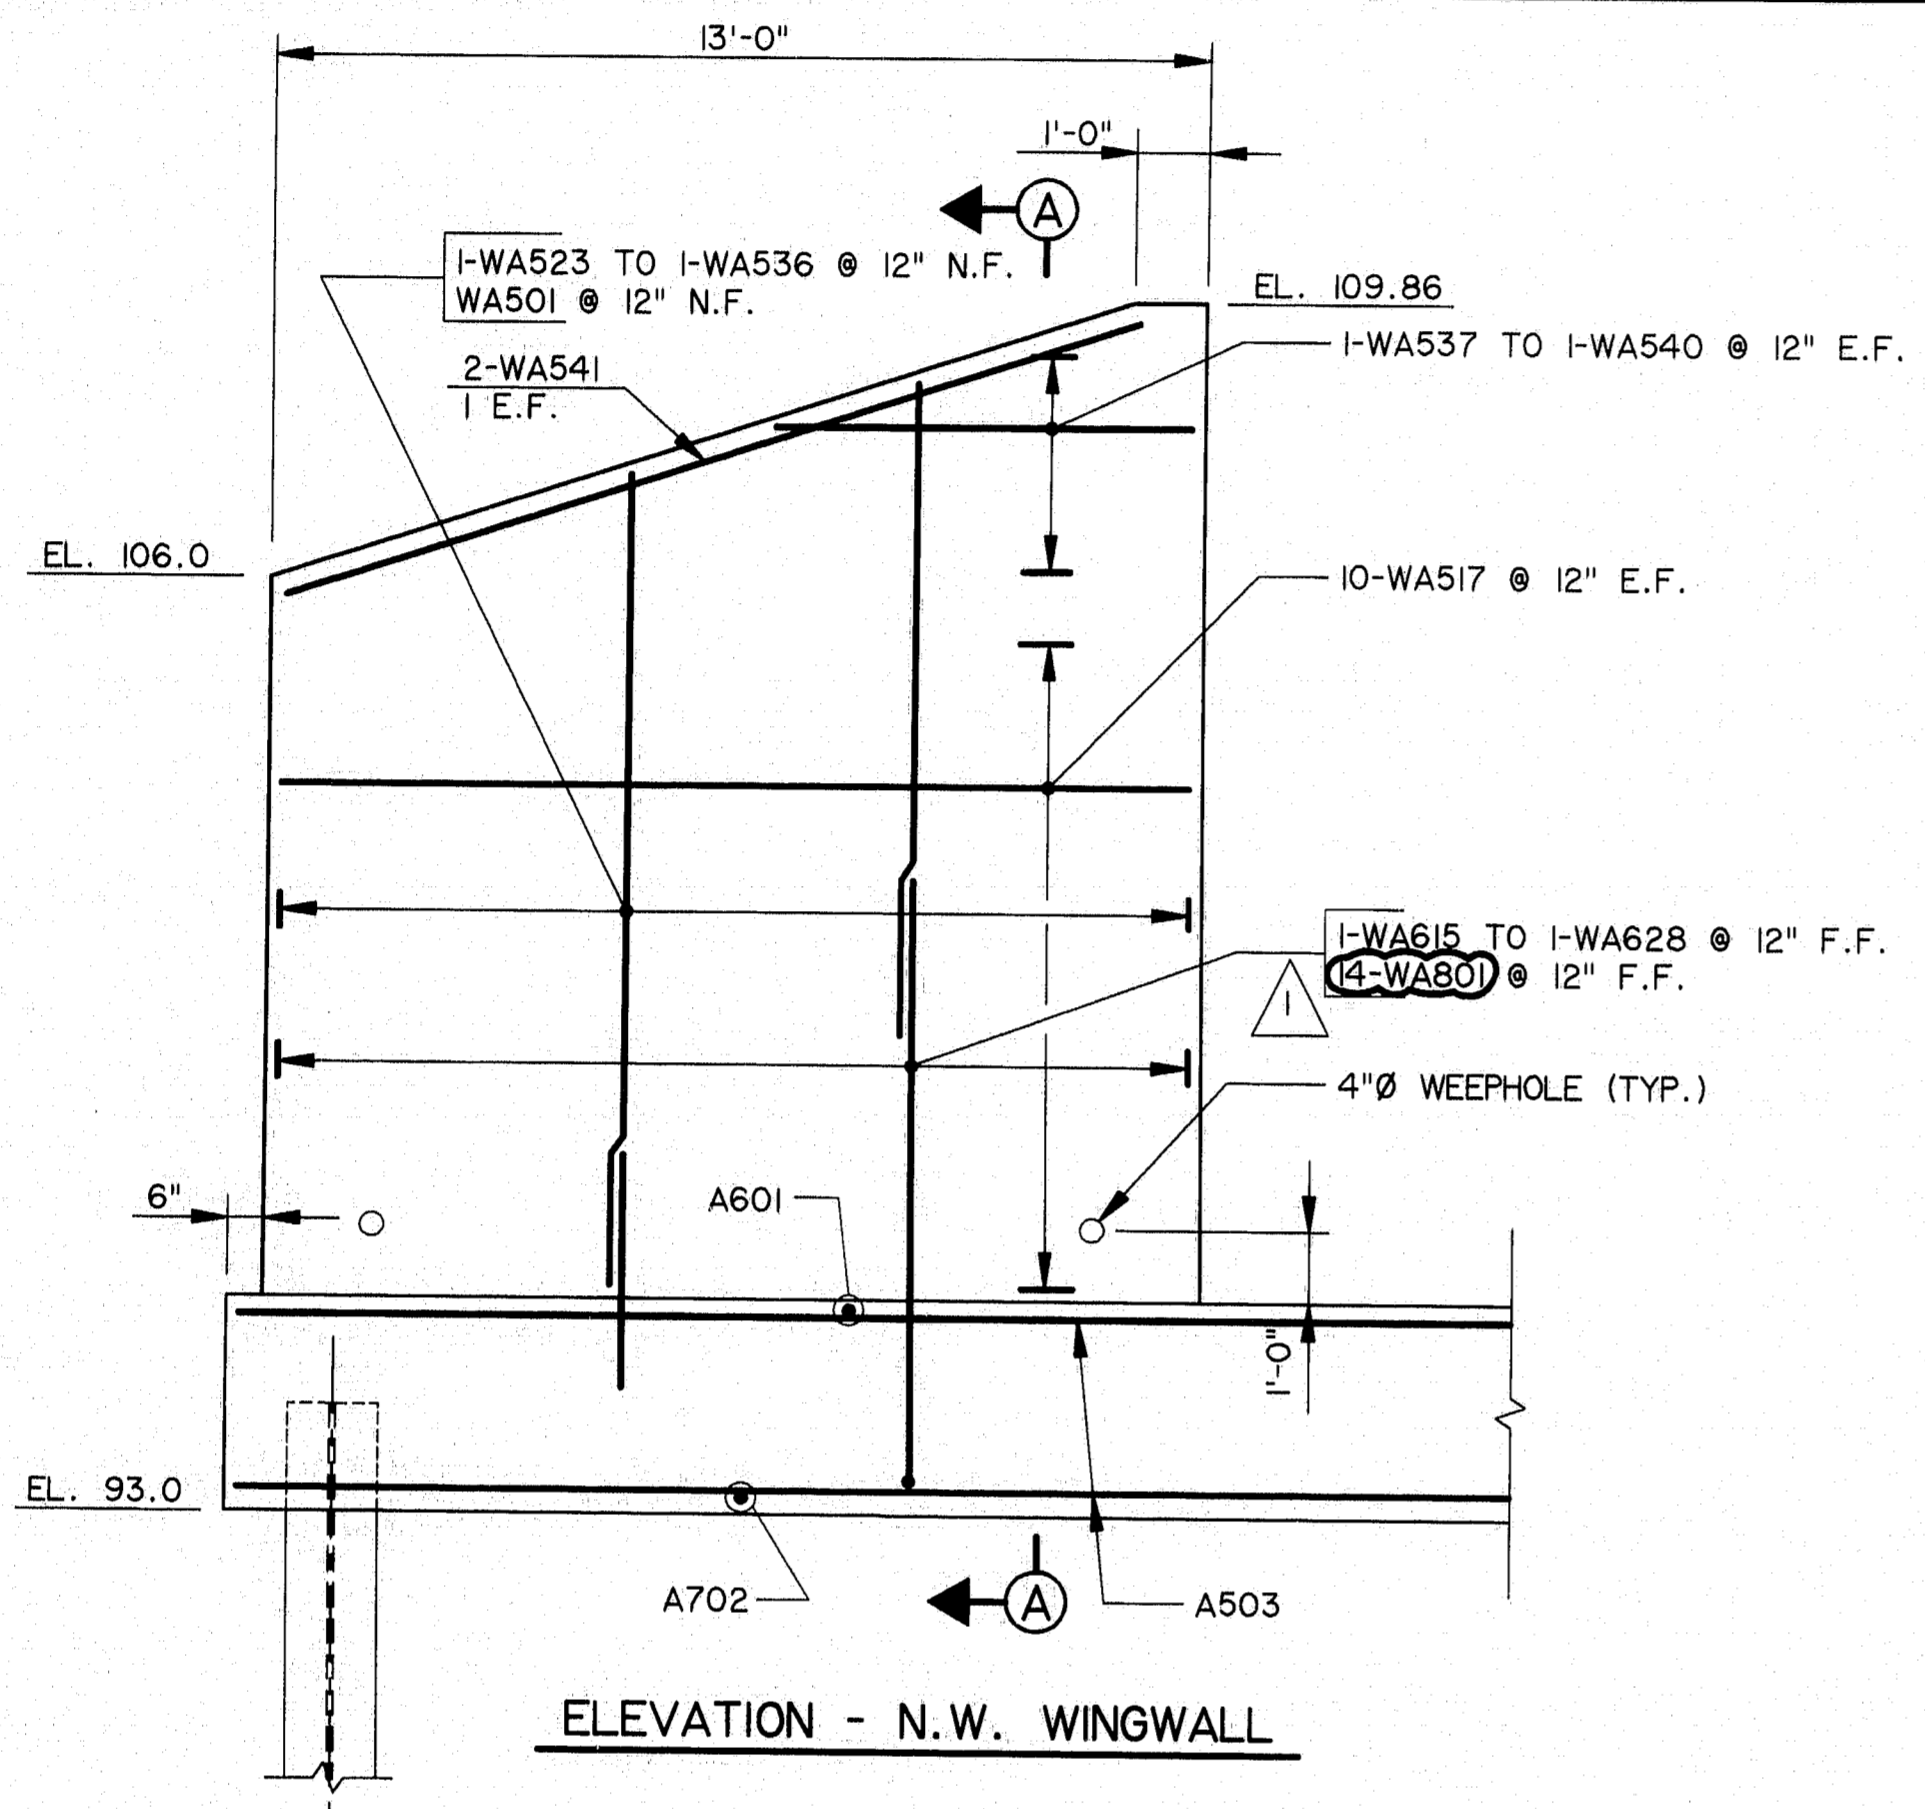 13'-0"
1'-0"
A
1-WA523 TO 1-WA536 @ 12" N.F.
WA501 @ 12" N.F.
EL. 109.86
1-WA537 TO 1-WA540 @ 12" E.F.
2-WA541
1 E.F.
EL. 106.0
10-WA517 @ 12" E.F.
1-WA615 TO 1-WA628 @ 12" F.F.
14-WA801 @ 12" F.F.
1
4"Ø WEEPHOLE (TYP.)
6"
A601
1'-0"
EL. 93.0
A702
A
A503
ELEVATION - N.W. WINGWALL